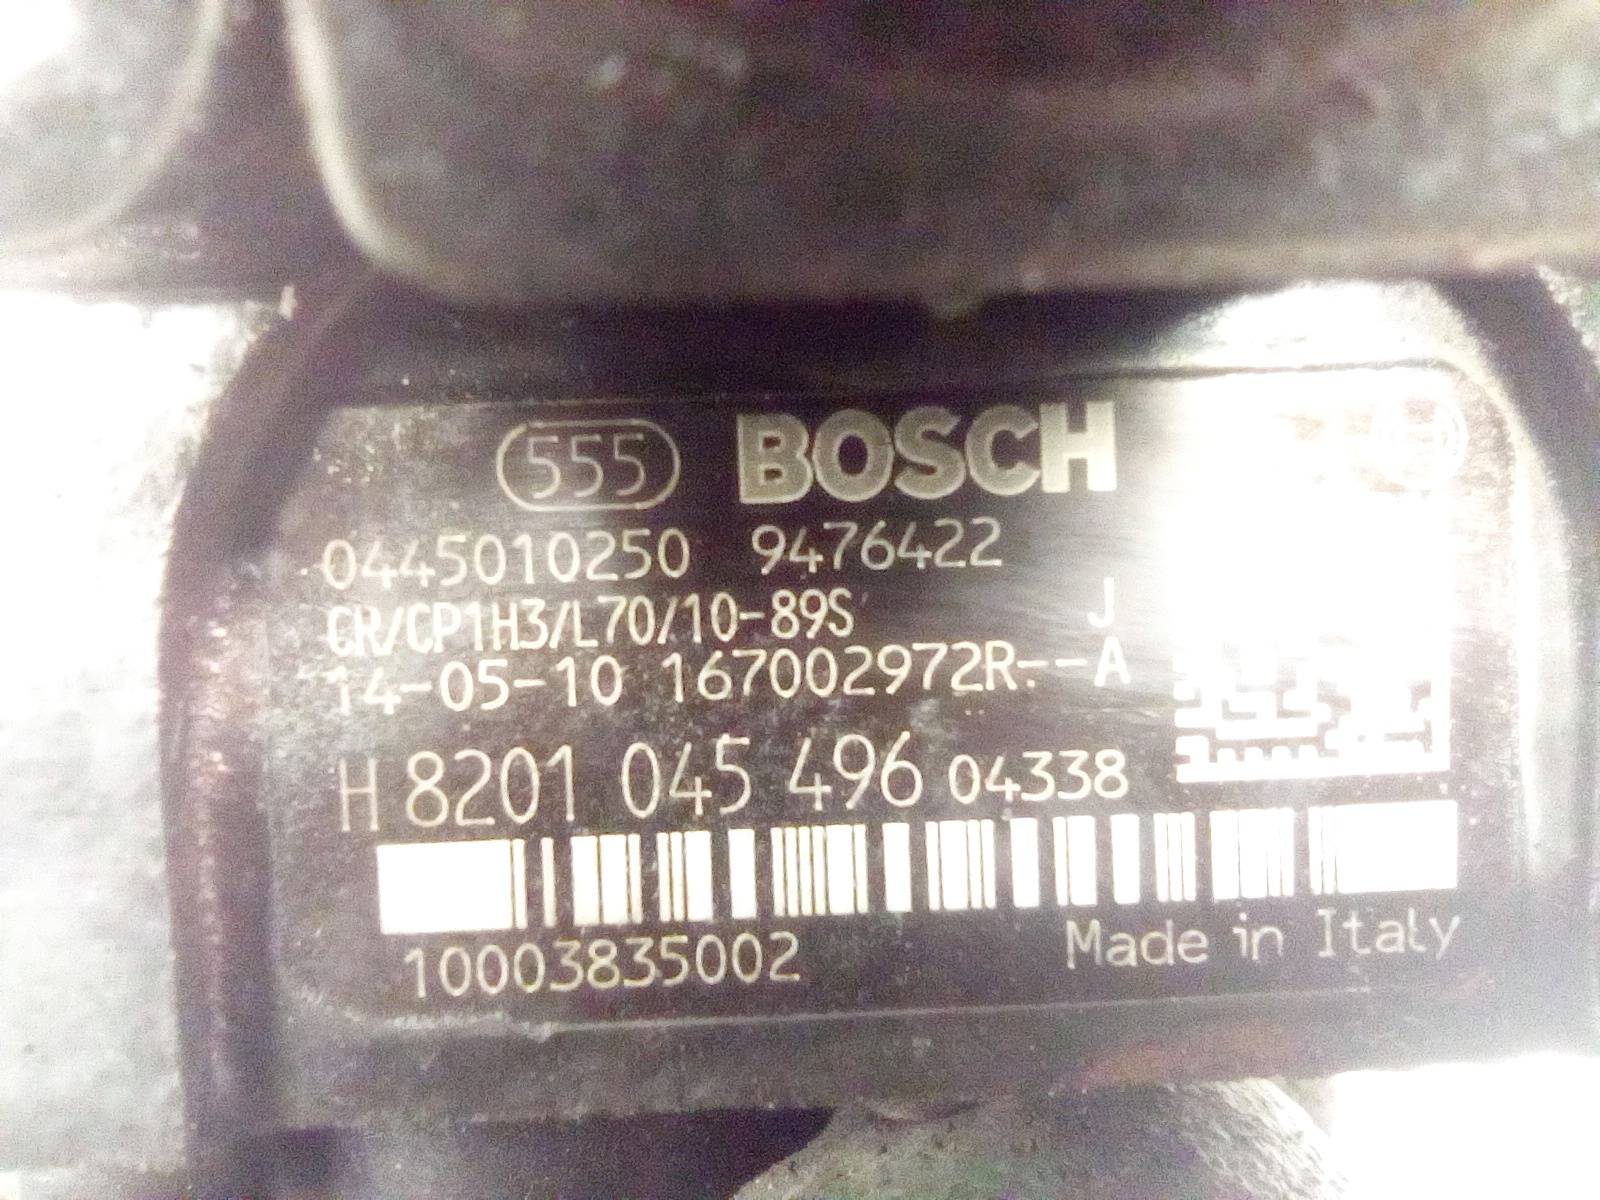 555 BOSCH
0445010250 9476422
CR/CP1H3/L70/10-89S J
14-05-10 167002972R--A
H 8201 045 496 04338
10003835002 Made in Italy